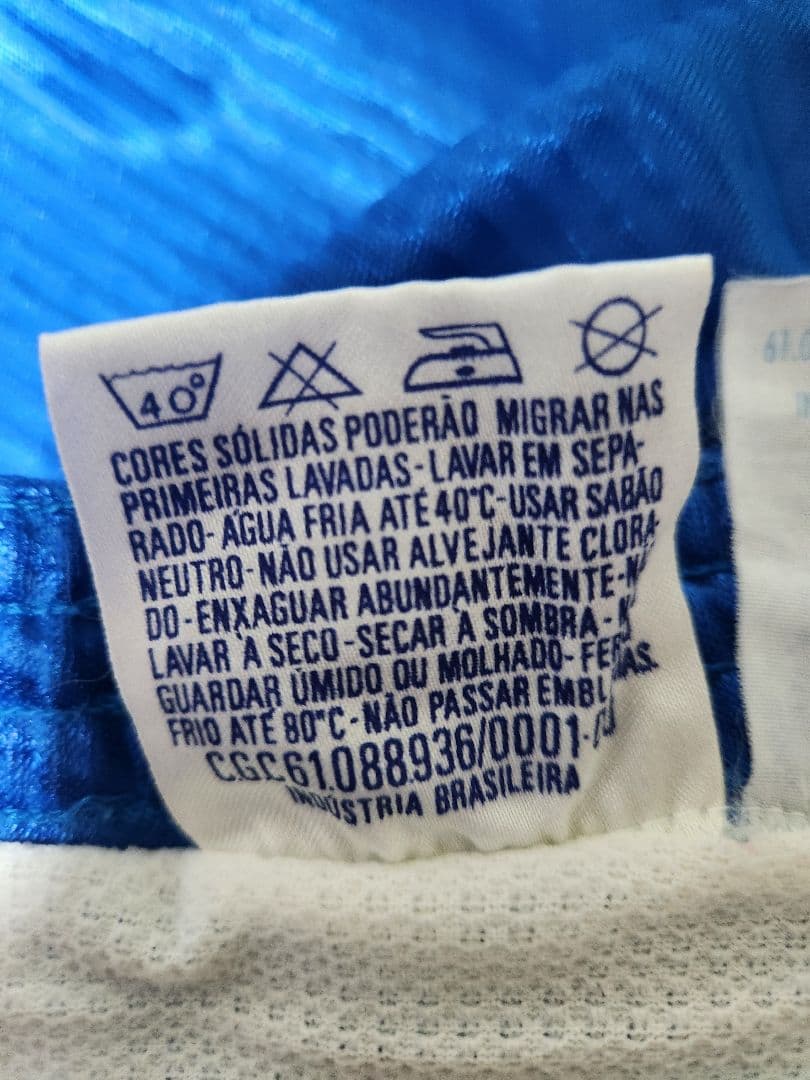 40°
CORES SÓLIDAS PODERÃO MIGRAR NAS
PRIMEIRAS LAVADAS-LAVAR EM SEPA-
RADO-ÁGUA FRIA ATÉ 40°C-USAR SABÃO
NEUTRO-NÃO USAR ALVEJANTE CLORA-
DO-ENXAGUAR ABUNDANTEMENTE-
LAVAR À SECO-SECAR À SOMBRA-
GUARDAR ÚMIDO OU MOLHADO-
FRIO ATÉ 80°C-NÃO PASSAR
C.G.C.61.088.936/0001-
INDÚSTRIA BRASILEIRA
61.0